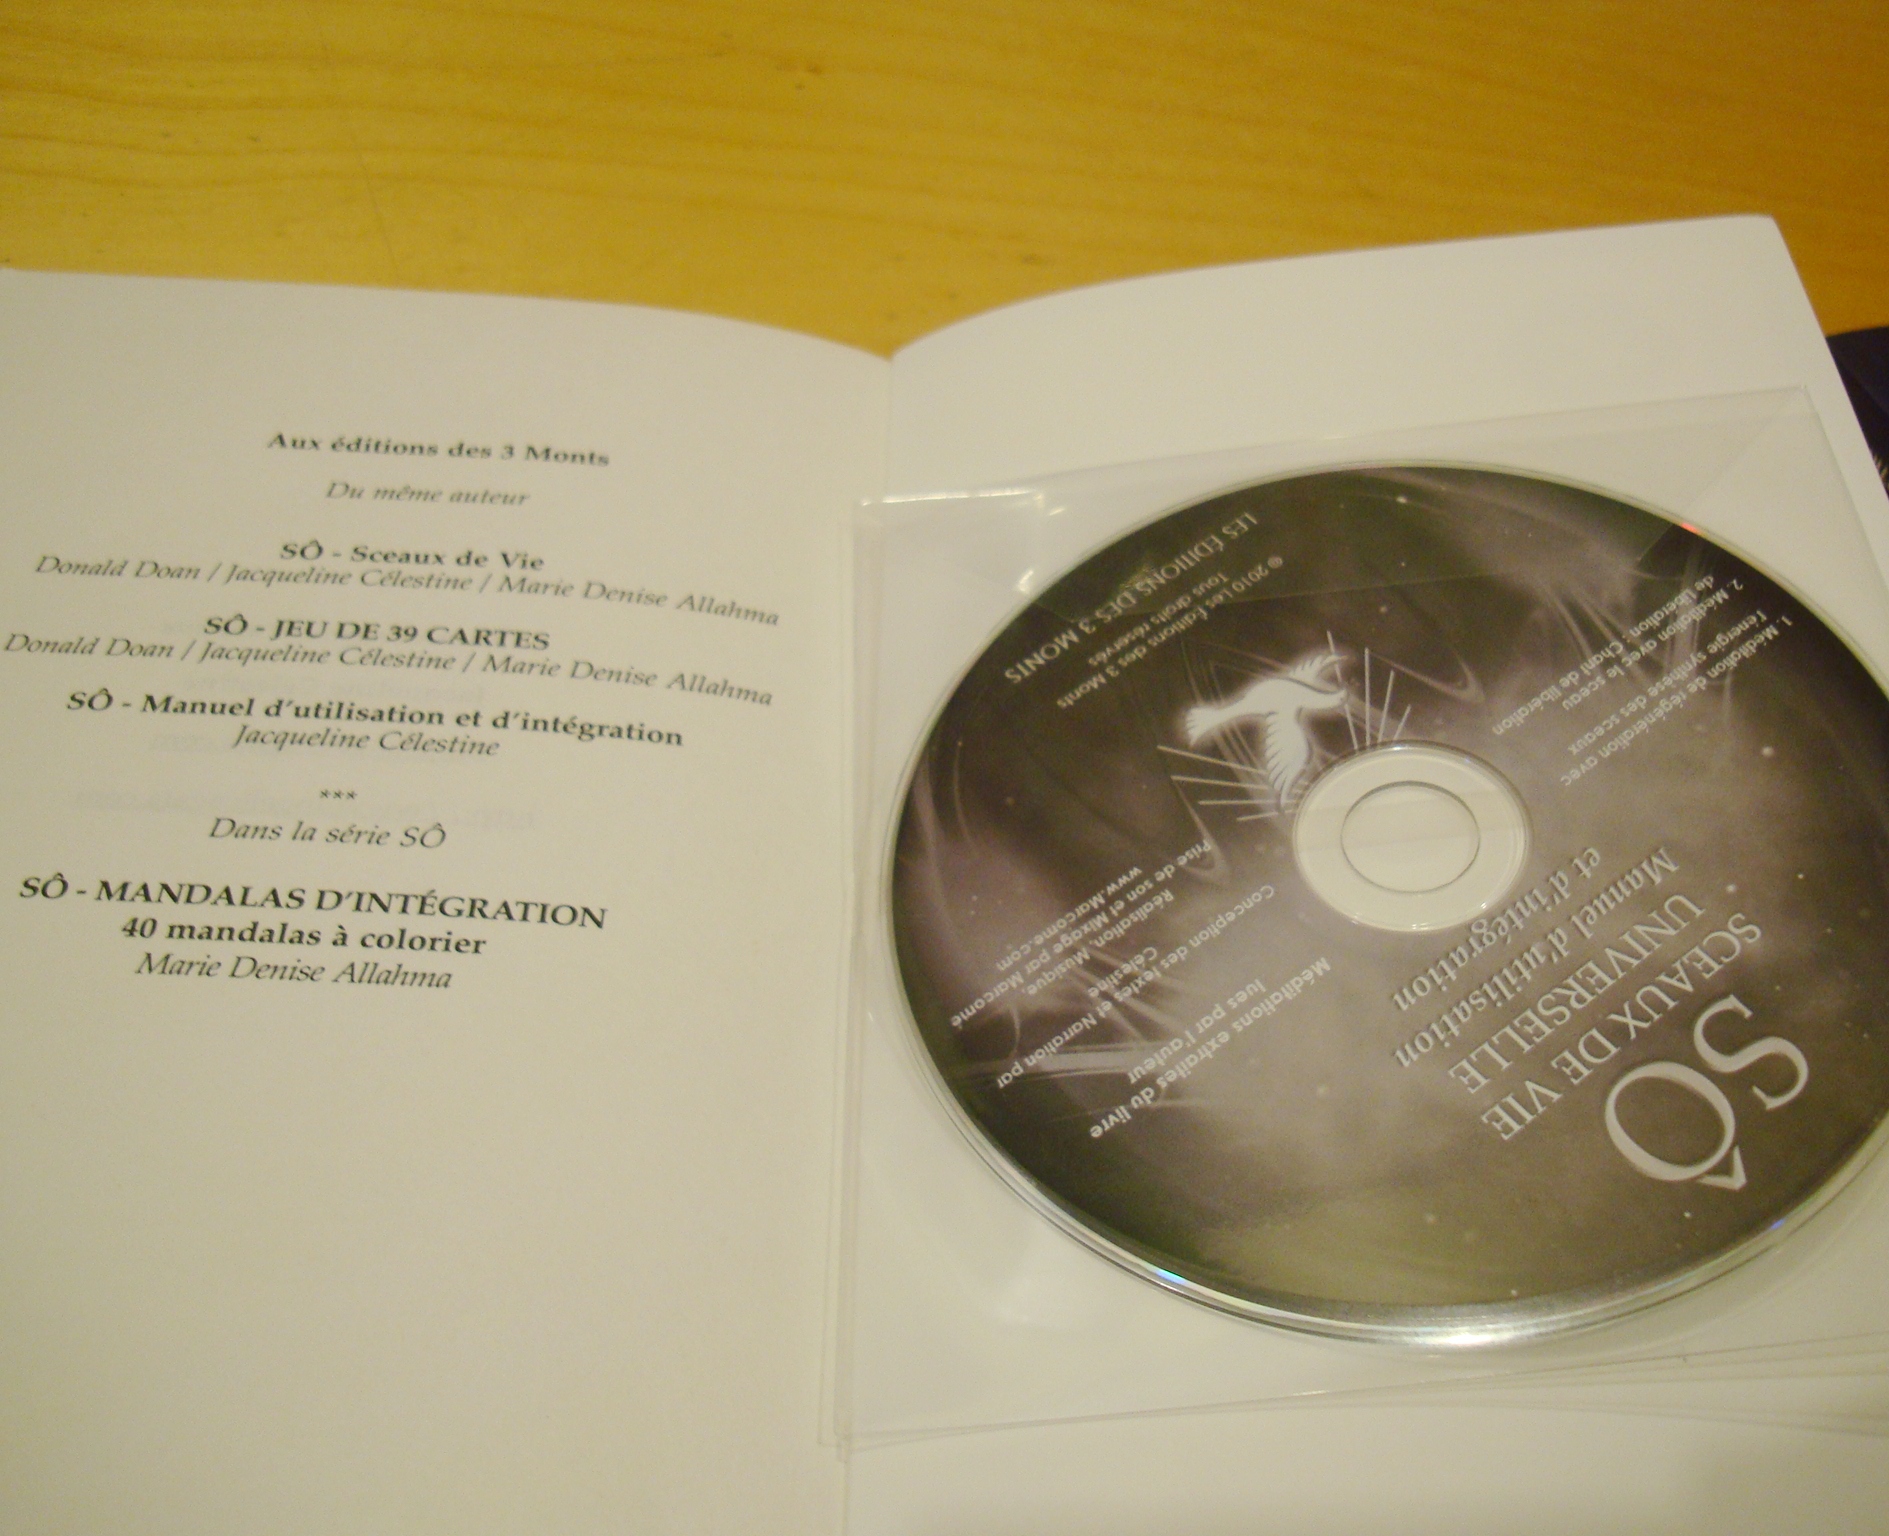 Aux éditions des 3 Monts
Du même auteur
SÔ - Sceaux de Vie
Donald Doan / Jacqueline Célestine / Marie Denise Allahma
SÔ - JEU DE 39 CARTES
Donald Doan / Jacqueline Célestine / Marie Denise Allahma
SÔ - Manuel d'utilisation et d'intégration
Jacqueline Célestine
***
Dans la série SÔ
SÔ - MANDALAS D'INTÉGRATION
40 mandalas à colorier
Marie Denise Allahma
SÔ
SCEAUX DE VIE
UNIVERSELLE
Manuel d'utilisation
et d'intégration
Méditations extraites du livre
lues par l'auteur
Conception des textes et Narration par
Célestine
Réalisation, Musique,
Prise de son et Mixage par Marcomé
www.Marcome.com
1. Méditation de régénération avec
l'énergie synthèse des sceaux
2. Méditation avec le sceau
de Libération : Chant de libération
© 2010 Les Éditions des 3 Monts
Tous droits réservés
LES ÉDITIONS DES 3 MONTS